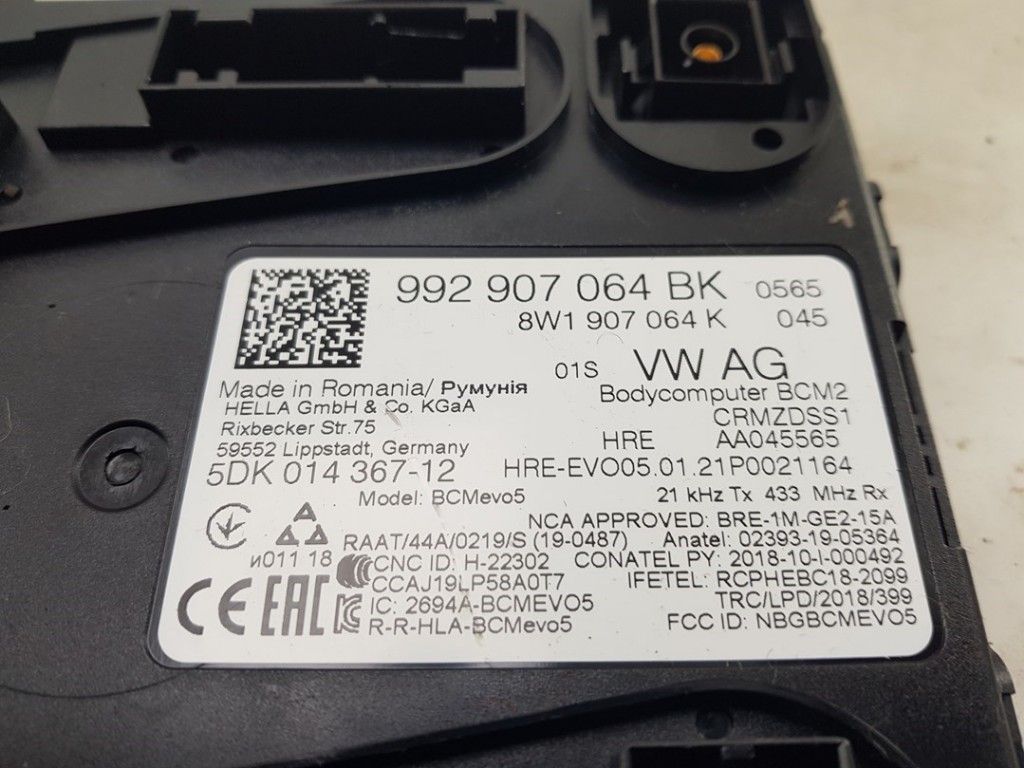 992 907 064 BK 0565
8W1 907 064 K 045
01S VW AG
Made in Romania/ Румунія
Bodycomputer BCM2
HELLA GmbH & Co. KGaA
CRMZDSS1
Rixbecker Str.75
HRE AA045565
59552 Lippstadt, Germany
5DK 014 367-12 HRE-EVO05.01.21P0021164
Model: BCMevo5 21 kHz Tx 433 MHz Rx
NCA APPROVED: BRE-1M-GE2-15A
RAAT/44A/0219/S (19-0487) Anatel: 02393-19-05364
и011 18 CNC ID: H-22302 CONATEL PY: 2018-10-I-000492
CCAJ19LP58A0T7 IFETEL: RCPHEBC18-2099
CE EAC IC: 2694A-BCMEVO5 TRC/LPD/2018/399
R-R-HLA-BCMevo5 FCC ID: NBGBCMEVO5